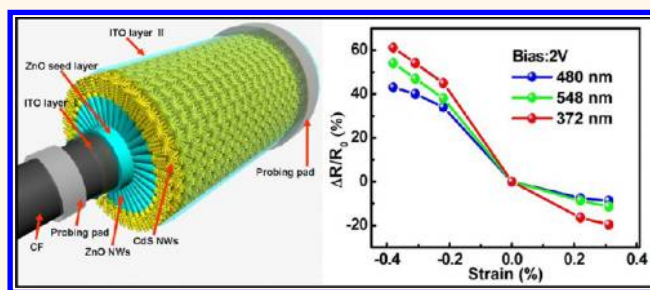 ITO layer II
ZnO seed layer
ITO layer I
Probing pad
Probing pad
CF
ZnO NWs
CdS NWs
Bias:2V
480 nm
548 nm
372 nm
ΔR/R0 (%)
60
40
20
0
-20
-0.4
-0.2
0.0
0.2
0.4
Strain (%)